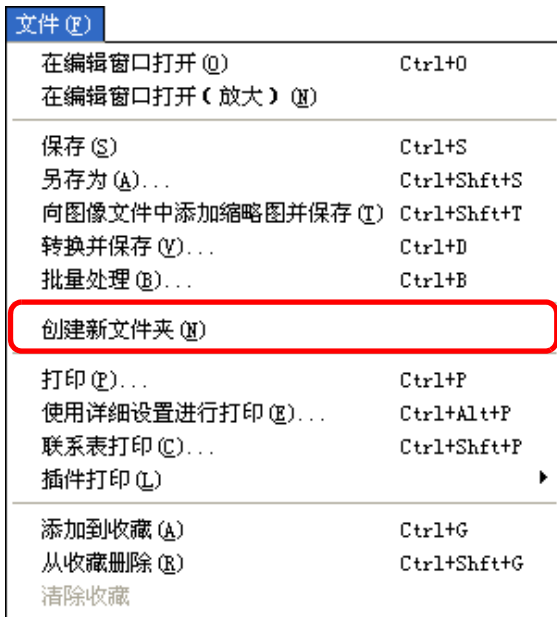 文件(F)
在编辑窗口打开(O) Ctrl+O
在编辑窗口打开(放大)(N)
保存(S) Ctrl+S
另存为(A)... Ctrl+Shft+S
向图像文件中添加缩略图并保存(T) Ctrl+Shft+T
转换并保存(V)... Ctrl+D
批量处理(B)... Ctrl+B
创建新文件夹(N)
打印(P)... Ctrl+P
使用详细设置进行打印(E)... Ctrl+Alt+P
联系表打印(C)... Ctrl+Shft+P
插件打印(L)
添加到收藏(A) Ctrl+G
从收藏删除(R) Ctrl+Shft+G
清除收藏